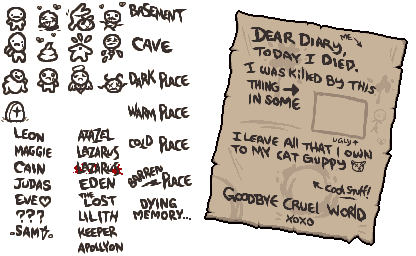 BASEMENT
CAVE
DARK PLACE
WARM PLACE
COLD PLACE
BARREN PLACE
DYING
MEMORY...
LEON
MAGGIE
CAIN
JUDAS
EVE♡
???
SAM
AZAZEL
LAZARUS
LAZARUS
EDEN
THE
LOST
LILITH
KEEPER
APOLLYON
DEAR DIARY,
ME
TODAY I DIED.
I WAS KILLED BY THIS
THING →
IN SOME
UGLY
I LEAVE ALL THAT I OWN
TO MY CAT GUPPY
COOL STUFF!
GOODBYE CRUEL WORLD
XOXO